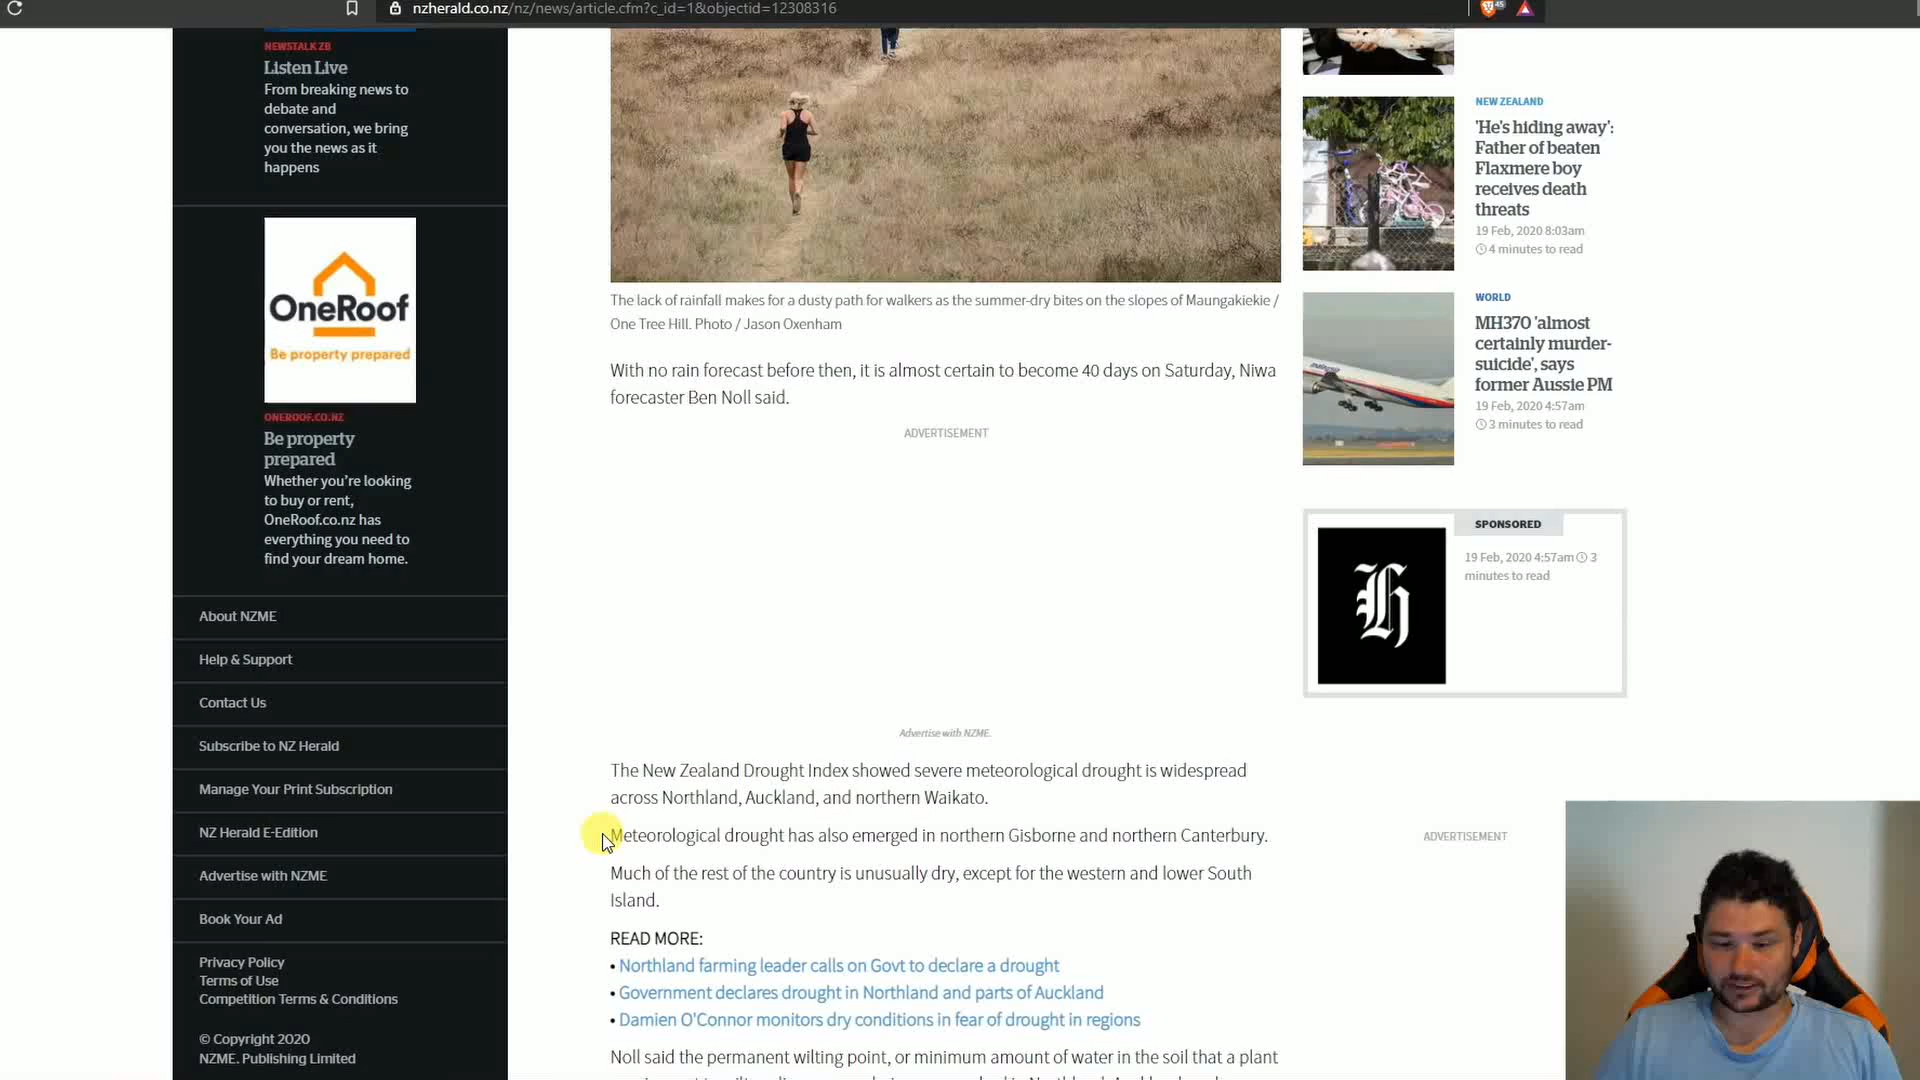 nzherald.co.nz/nz/news/article.cfm?c_id=1&objectid=12308316
45
NEWSTALK ZB
Listen Live
From breaking news to
debate and
conversation, we bring
you the news as it
happens
OneRoof
Be property prepared
ONEROOF.CO.NZ
Be property
prepared
Whether you're looking
to buy or rent,
OneRoof.co.nz has
everything you need to
find your dream home.
About NZME
Help & Support
Contact Us
Subscribe to NZ Herald
Manage Your Print Subscription
NZ Herald E-Edition
Advertise with NZME
Book Your Ad
Privacy Policy
Terms of Use
Competition Terms & Conditions
© Copyright 2020
NZME. Publishing Limited
The lack of rainfall makes for a dusty path for walkers as the summer-dry bites on the slopes of Maungakiekie /
One Tree Hill. Photo / Jason Oxenham
With no rain forecast before then, it is almost certain to become 40 days on Saturday, Niwa
forecaster Ben Noll said.
ADVERTISEMENT
Advertise with NZME.
The New Zealand Drought Index showed severe meteorological drought is widespread
across Northland, Auckland, and northern Waikato.
Meteorological drought has also emerged in northern Gisborne and northern Canterbury.
Much of the rest of the country is unusually dry, except for the western and lower South
Island.
READ MORE:
• Northland farming leader calls on Govt to declare a drought
• Government declares drought in Northland and parts of Auckland
• Damien O'Connor monitors dry conditions in fear of drought in regions
Noll said the permanent wilting point, or minimum amount of water in the soil that a plant
NEW ZEALAND
'He's hiding away':
Father of beaten
Flaxmere boy
receives death
threats
19 Feb, 2020 8:03am
4 minutes to read
WORLD
MH370 'almost
certainly murder-
suicide', says
former Aussie PM
19 Feb, 2020 4:57am
3 minutes to read
SPONSORED
19 Feb, 2020 4:57am 3
minutes to read
ADVERTISEMENT